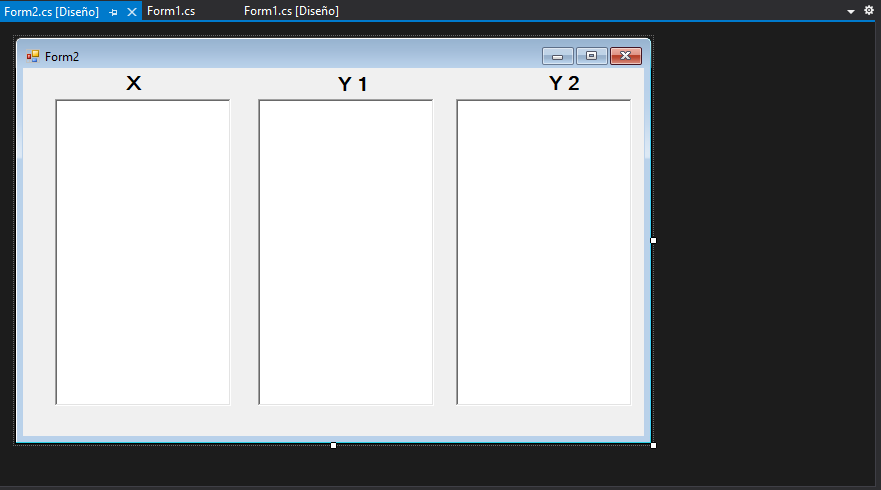 Form2.cs [Diseño]
Form1.cs
Form1.cs [Diseño]
Form2
X
Y 1
Y 2